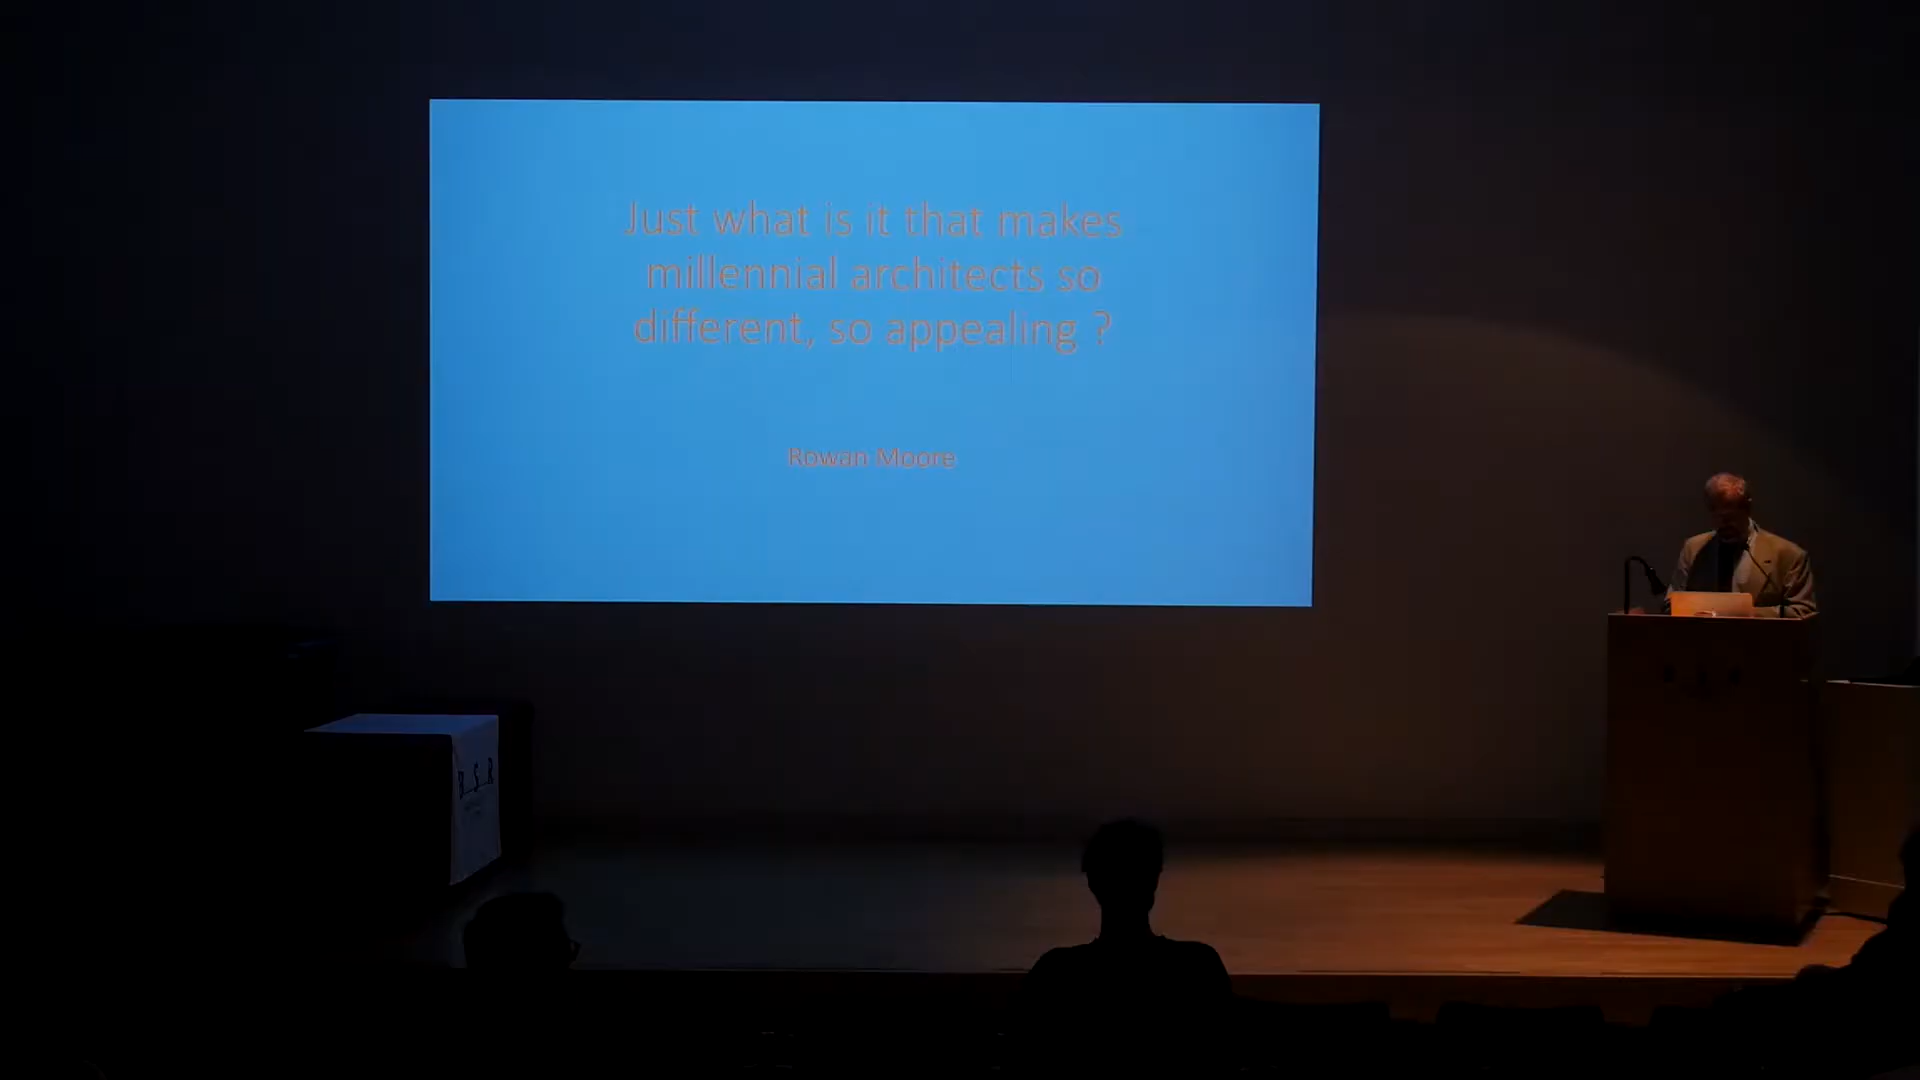 Just what is it that makes
millennial architects so
different, so appealing ?
Rowan Moore
B S R